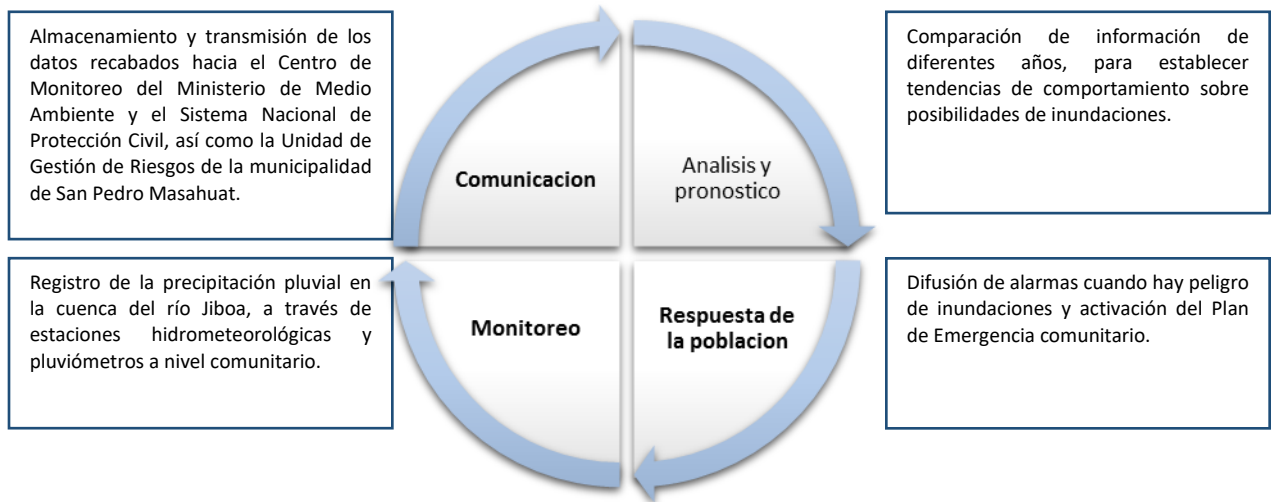 Almacenamiento y transmisión de los
datos recabados hacia el Centro de
Monitoreo del Ministerio de Medio
Ambiente y el Sistema Nacional de
Protección Civil, así como la Unidad de
Gestión de Riesgos de la municipalidad
de San Pedro Masahuat.
Comunicacion
Analisis y
pronostico
Comparación de información de
diferentes años, para establecer
tendencias de comportamiento sobre
posibilidades de inundaciones.
Registro de la precipitación pluvial en
la cuenca del río Jiboa, a través de
estaciones hidrometeorológicas y
pluviómetros a nivel comunitario.
Monitoreo
Respuesta de
la poblacion
Difusión de alarmas cuando hay peligro
de inundaciones y activación del Plan
de Emergencia comunitario.